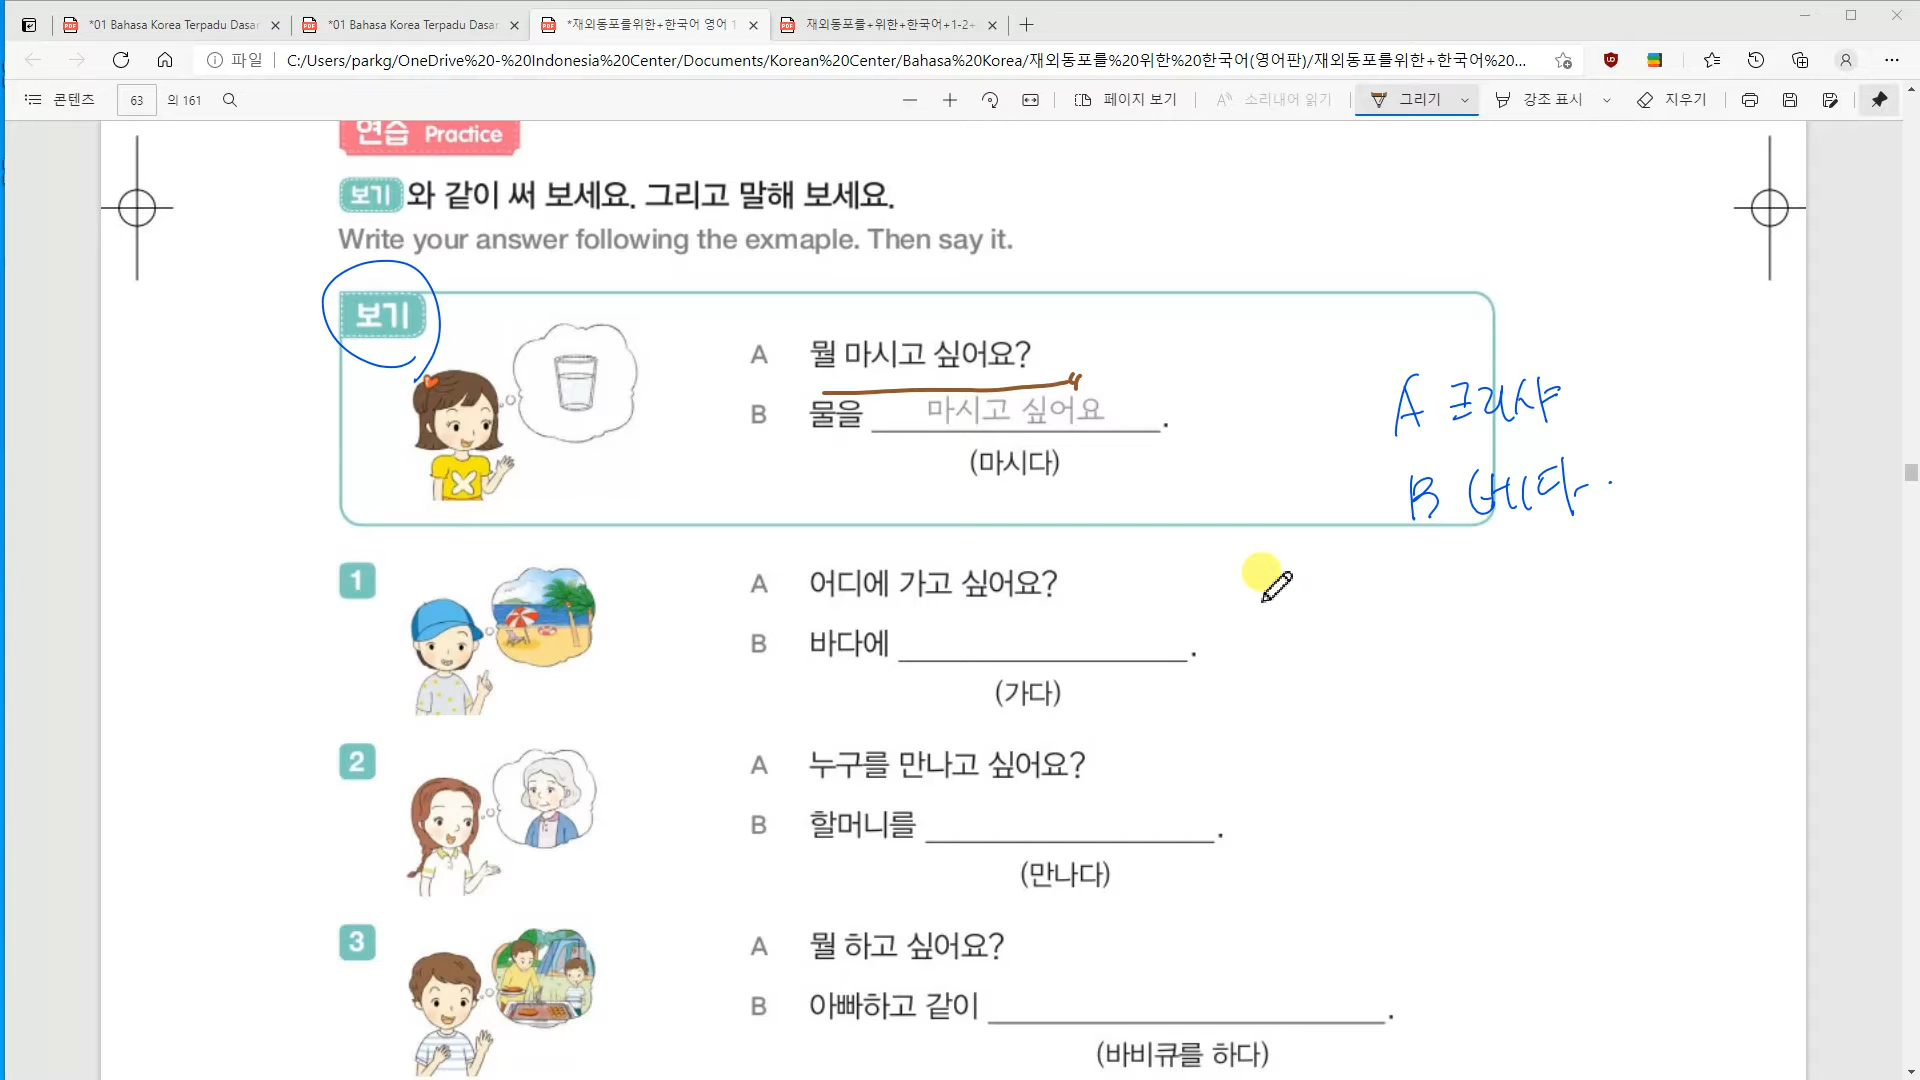 *01 Bahasa Korea Terpadu Dasar
*01 Bahasa Korea Terpadu Dasar
*재외동포를위한+한국어 영어 1
재외동포를+위한+한국어+1-2+
파일
C:/Users/parkg/OneDrive%20-%20Indonesia%20Center/Documents/Korean%20Center/Bahasa%20Korea/재외동포를%20위한%20한국어(영어판)/재외동포를위한+한국어%20...
콘텐츠 63 의 161 페이지 보기 소리내어 읽기 그리기 강조 표시 지우기
연습 Practice
보기 와 같이 써 보세요. 그리고 말해 보세요.
Write your answer following the exmaple. Then say it.
보기
A 뭘 마시고 싶어요?
B 물을 마시고 싶어요.
(마시다)
A 크리샤
B 버디타.
1
A 어디에 가고 싶어요?
B 바다에 ____________.
(가다)
2
A 누구를 만나고 싶어요?
B 할머니를 ____________.
(만나다)
3
A 뭘 하고 싶어요?
B 아빠하고 같이 ____________.
(바비큐를 하다)